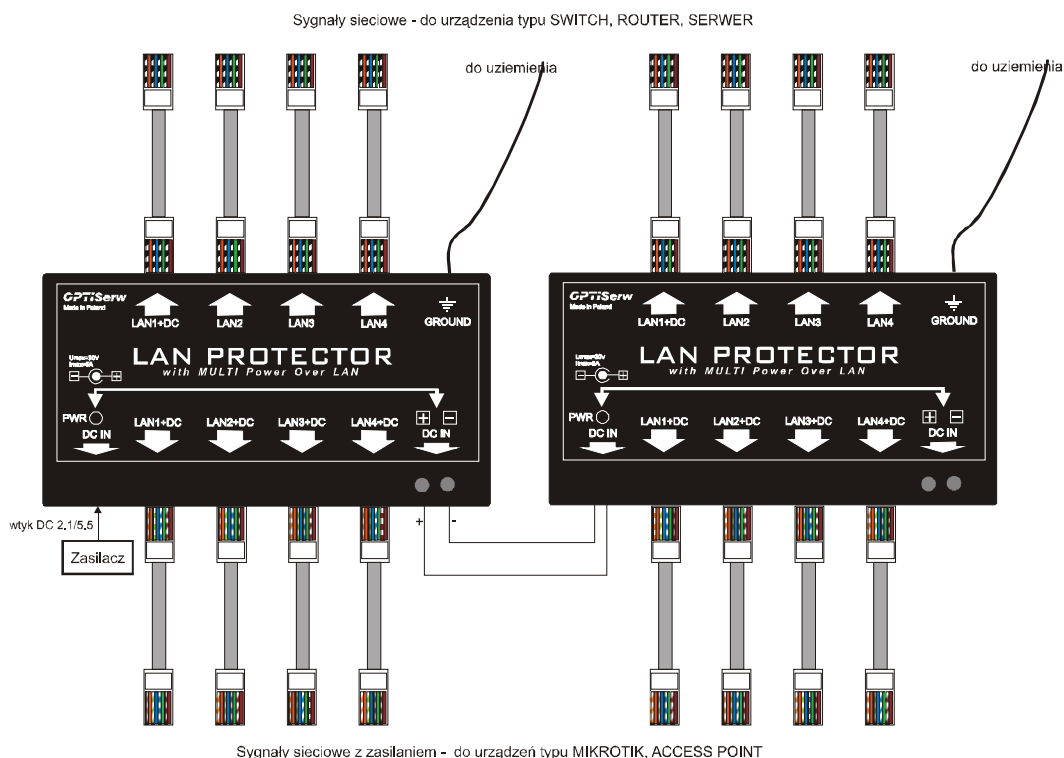 Sygnały sieciowe - do urządzenia typu SWITCH, ROUTER, SERWER
do uziemienia
do uziemienia
OPTiSerw
Made in Poland
LAN1+DC
LAN2
LAN3
LAN4
GROUND
LAN PROTECTOR
with MULTI Power Over LAN
Umax=30V
Imax=5A
PWR
DC IN
LAN1+DC
LAN2+DC
LAN3+DC
LAN4+DC
+ -
DC IN
OPTiSerw
Made in Poland
LAN1+DC
LAN2
LAN3
LAN4
GROUND
LAN PROTECTOR
with MULTI Power Over LAN
PWR
DC IN
LAN1+DC
LAN2+DC
LAN3+DC
LAN4+DC
+ -
DC IN
wtyk DC 2.1/5.5
Zasilacz
+ -
Sygnały sieciowe z zasilaniem - do urządzeń typu MIKROTIK, ACCESS POINT